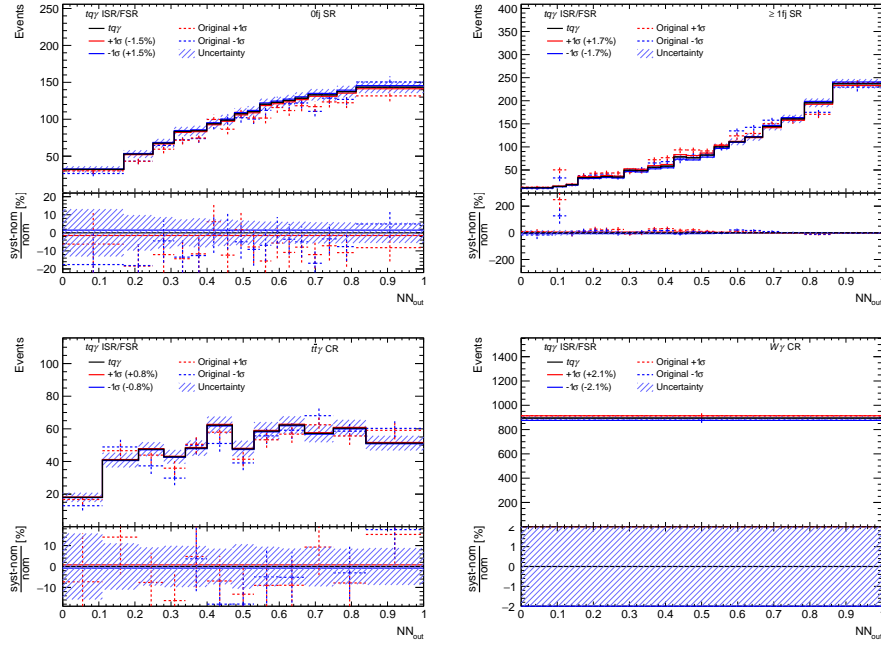 Events
tqγ ISR/FSR
0fj SR
tqγ
+1σ (-1.5%)
-1σ (+1.5%)
Original +1σ
Original -1σ
Uncertainty
250
200
150
100
50
syst-nom
nom
[%]
20
10
0
−10
−20
0 0.1 0.2 0.3 0.4 0.5 0.6 0.7 0.8 0.9 1
NNout
Events
tqγ ISR/FSR
≥ 1fj SR
tqγ
+1σ (+1.7%)
-1σ (-1.7%)
Original +1σ
Original -1σ
Uncertainty
400
350
300
250
200
150
100
50
syst-nom
nom
[%]
200
0
−200
0 0.1 0.2 0.3 0.4 0.5 0.6 0.7 0.8 0.9 1
NNout
Events
tqγ ISR/FSR
tt̄γ CR
tqγ
+1σ (+0.8%)
-1σ (-0.8%)
Original +1σ
Original -1σ
Uncertainty
100
80
60
40
20
syst-nom
nom
[%]
10
0
−10
0 0.1 0.2 0.3 0.4 0.5 0.6 0.7 0.8 0.9 1
NNout
Events
tqγ ISR/FSR
Wγ CR
tqγ
+1σ (+2.1%)
-1σ (-2.1%)
Original +1σ
Original -1σ
Uncertainty
1400
1200
1000
800
600
400
200
syst-nom
nom
[%]
2
1
0
−1
−2
0 0.1 0.2 0.3 0.4 0.5 0.6 0.7 0.8 0.9 1
NNout